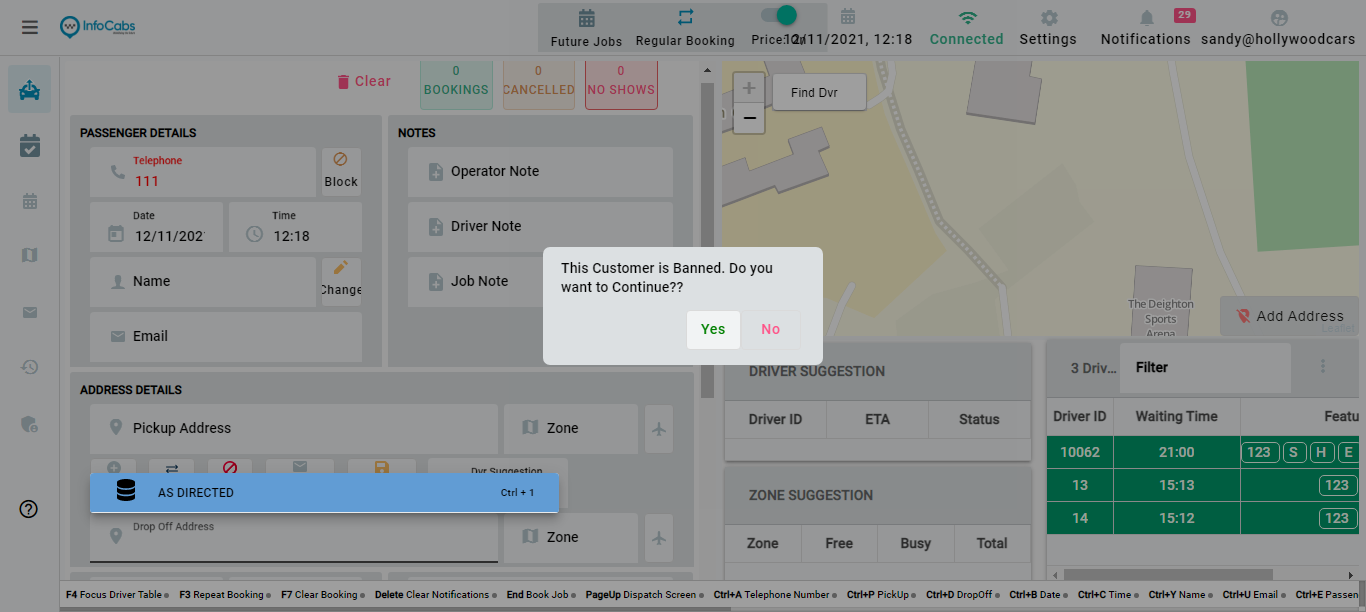 InfoCabs
Future Jobs
Regular Booking
Price:
12/11/2021, 12:18
Connected
Settings
Notifications
29
sandy@hollywoodcars
Clear
0
BOOKINGS
0
CANCELLED
0
NO SHOWS
PASSENGER DETAILS
Telephone
111
Block
Date
12/11/202
Time
12:18
Name
Change
Email
NOTES
Operator Note
Driver Note
Job Note
ADDRESS DETAILS
Pickup Address
Zone
Dvr Suggestion
AS DIRECTED
Ctrl + 1
Drop Off Address
Zone
+
−
Find Dvr
The Deighton
Sports
Arena
Add Address
Leaflet
This Customer is Banned. Do you
want to Continue??
Yes
No
DRIVER SUGGESTION
Driver ID ETA Status
ZONE SUGGESTION
Zone Free Busy Total
3 Driv...
Filter
Driver ID Waiting Time Featu
10062 21:00 123 S H E
13 15:13 123
14 15:12 123
F4 Focus Driver Table F3 Repeat Booking F7 Clear Booking Delete Clear Notifications End Book Job PageUp Dispatch Screen Ctrl+A Telephone Number Ctrl+P PickUp Ctrl+D DropOff Ctrl+B Date Ctrl+C Time Ctrl+Y Name Ctrl+U Email Ctrl+E Passen